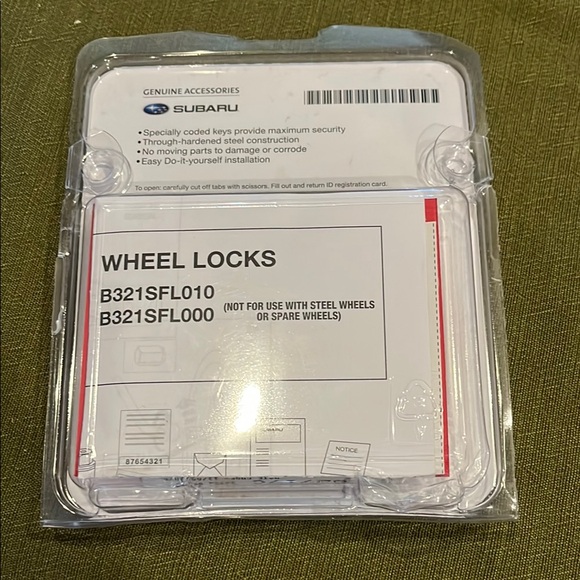 GENUINE ACCESSORIES
SUBARU
• Specially coded keys provide maximum security
• Through-hardened steel construction
• No moving parts to damage or corrode
• Easy Do-it-yourself installation
To open: carefully cut off tabs with scissors. Fill out and return ID registration card.
WHEEL LOCKS
B321SFL010
B321SFL000 (NOT FOR USE WITH STEEL WHEELS
OR SPARE WHEELS)
SUBARU
NOTICE
87654321